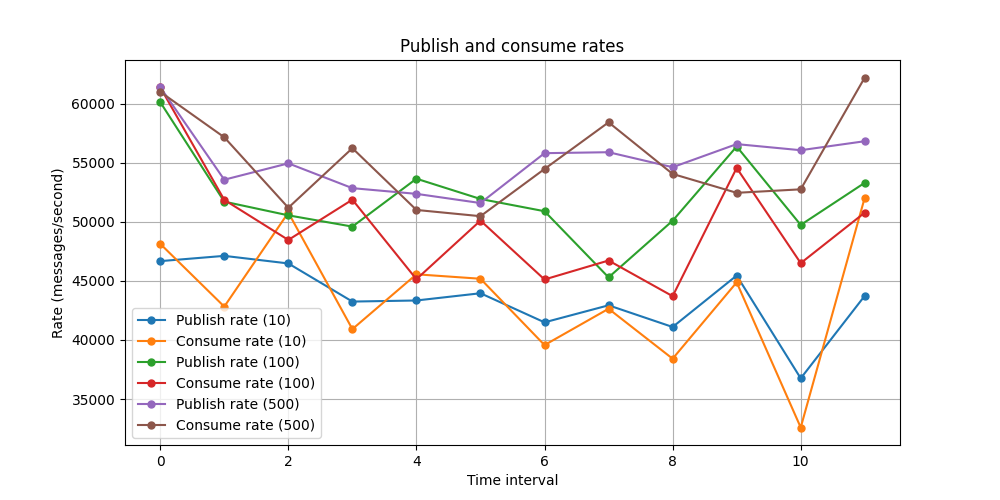 Publish and consume rates
Rate (messages/second)
60000
55000
50000
45000
40000
35000
Publish rate (10)
Consume rate (10)
Publish rate (100)
Consume rate (100)
Publish rate (500)
Consume rate (500)
0 2 4 6 8 10
Time interval